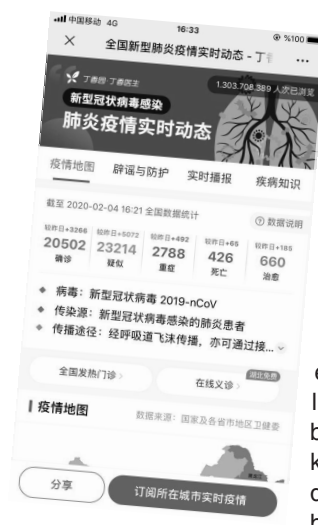 中国移动 4G 16:33 %100
全国新型肺炎疫情实时动态 - 丁香
丁香园·丁香医生
1.303.708.389 人次已浏览
新型冠状病毒感染
肺炎疫情实时动态
疫情地图 辟谣与防护 实时播报 疾病知识
截至 2020-02-04 16:21 全国数据统计 数据说明
较昨日+3266 较昨日+5072 较昨日+492 较昨日+65 较昨日+185
20502 23214 2788 426 660
确诊 疑似 重症 死亡 治愈
病毒：新型冠状病毒 2019-nCoV
传染源：新型冠状病毒感染的肺炎患者
传播途径：经呼吸道飞沫传播，亦可通过接...
全国发热门诊 在线义诊 湖北免费
疫情地图 数据来源：国家及各省市地区卫健委
分享 订阅所在城市实时疫情